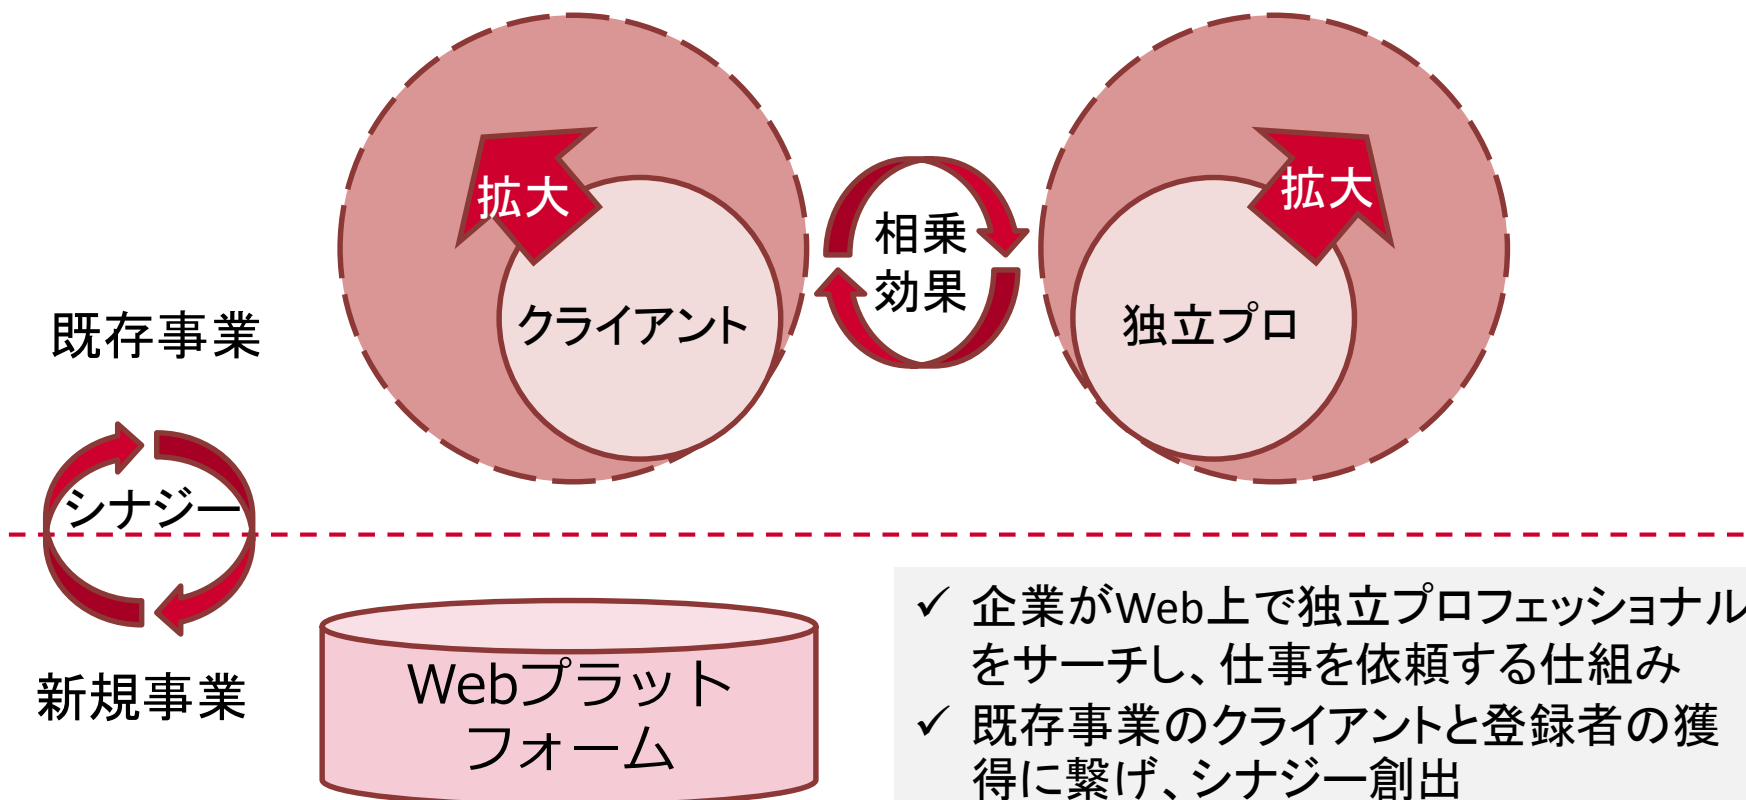 拡大
拡大
相乗
効果
クライアント
独立プロ
既存事業
シナジー
新規事業
Webプラット
フォーム
✓ 企業がWeb上で独立プロフェッショナル
をサーチし、仕事を依頼する仕組み
✓ 既存事業のクライアントと登録者の獲
得に繋げ、シナジー創出